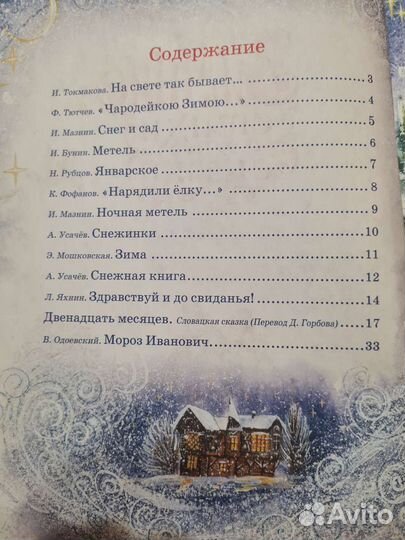 Содержание
И. Токмакова. На свете так бывает... 3
Ф. Тютчев. «Чародейкою Зимою...» 4
И. Мазнин. Снег и сад 5
И. Бунин. Метель 6
Н. Рубцов. Январское 7
К. Фофанов. «Нарядили ёлку...» 8
И. Мазнин. Ночная метель 9
А. Усачёв. Снежинки 10
Э. Мошковская. Зима 11
А. Усачёв. Снежная книга 12
Л. Яхнин. Здравствуй и до свиданья! 14
Двенадцать месяцев. Словацкая сказка (Перевод Д. Горбова) 17
В. Одоевский. Мороз Иванович 33
Avito